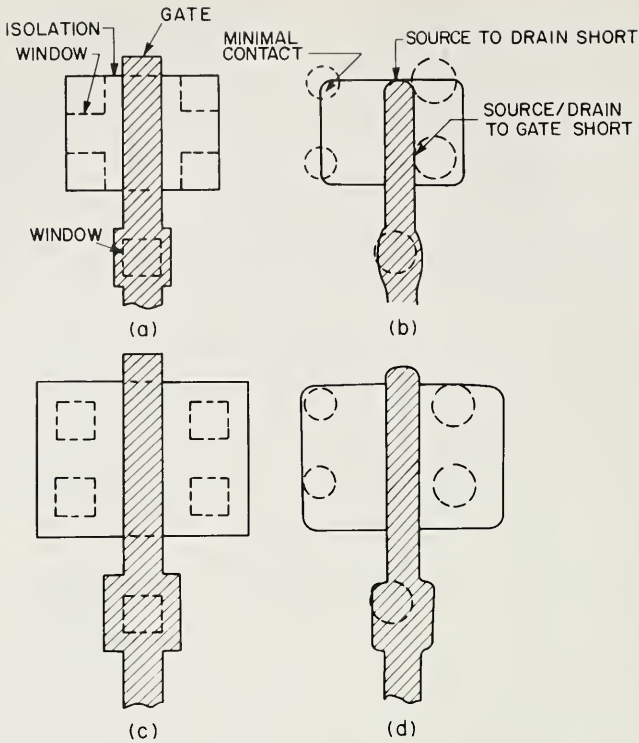 GATE
ISOLATION
WINDOW
MINIMAL
CONTACT
SOURCE TO DRAIN SHORT
SOURCE/DRAIN
TO GATE SHORT
WINDOW
(a)
(b)
(c)
(d)